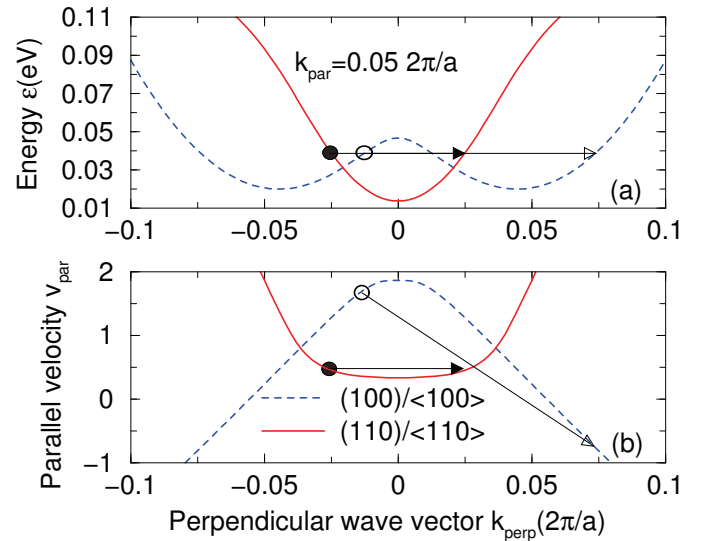 0.11
0.09
0.07
0.05
0.03
0.01
Energy ε(eV)
k_par=0.05 2π/a
(a)
−0.1 −0.05 0 0.05 0.1
2
1
0
−1
Parallel velocity v_par
(100)/<100>
(110)/<110>
(b)
−0.1 −0.05 0 0.05 0.1
Perpendicular wave vector k_perp(2π/a)